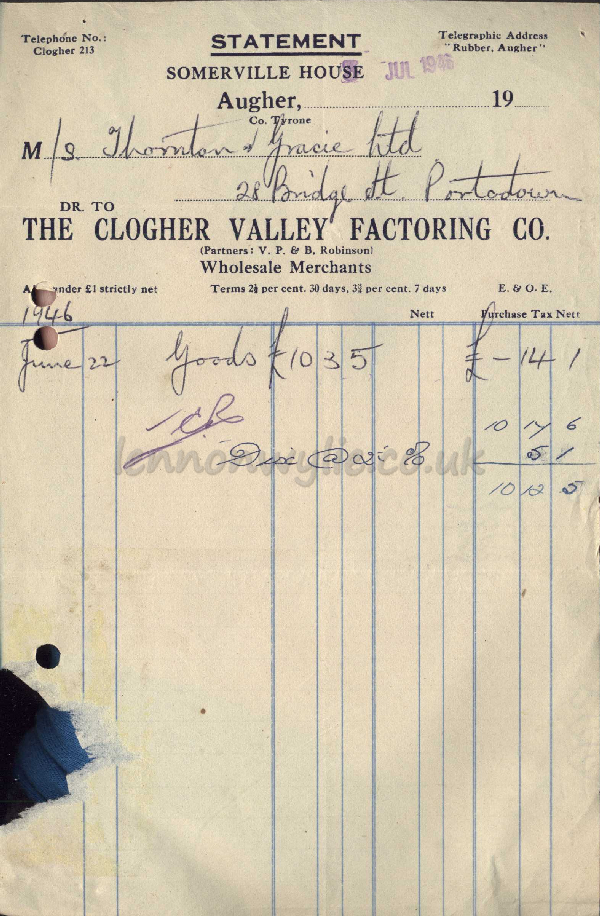 Telephone No.: Clogher 213
STATEMENT
Telegraphic Address "Rubber, Augher"
SOMERVILLE HOUSE
JUL 1946
Augher, 19
Co. Tyrone
M/s. Thornton & Gracie Ltd
28 Bridge St. Portadown
DR. TO
THE CLOGHER VALLEY FACTORING CO.
(Partners: V. P. & B. Robinson)
Wholesale Merchants
under £1 strictly net Terms 2½ per cent. 30 days, 3¾ per cent. 7 days E. & O. E.
1946 Nett Purchase Tax Nett
June 22 Goods £10 3 5 £ - 14 1
10 17 6
Dis @ 2½ % 5 1
10 12 5
lennonwylie.co.uk